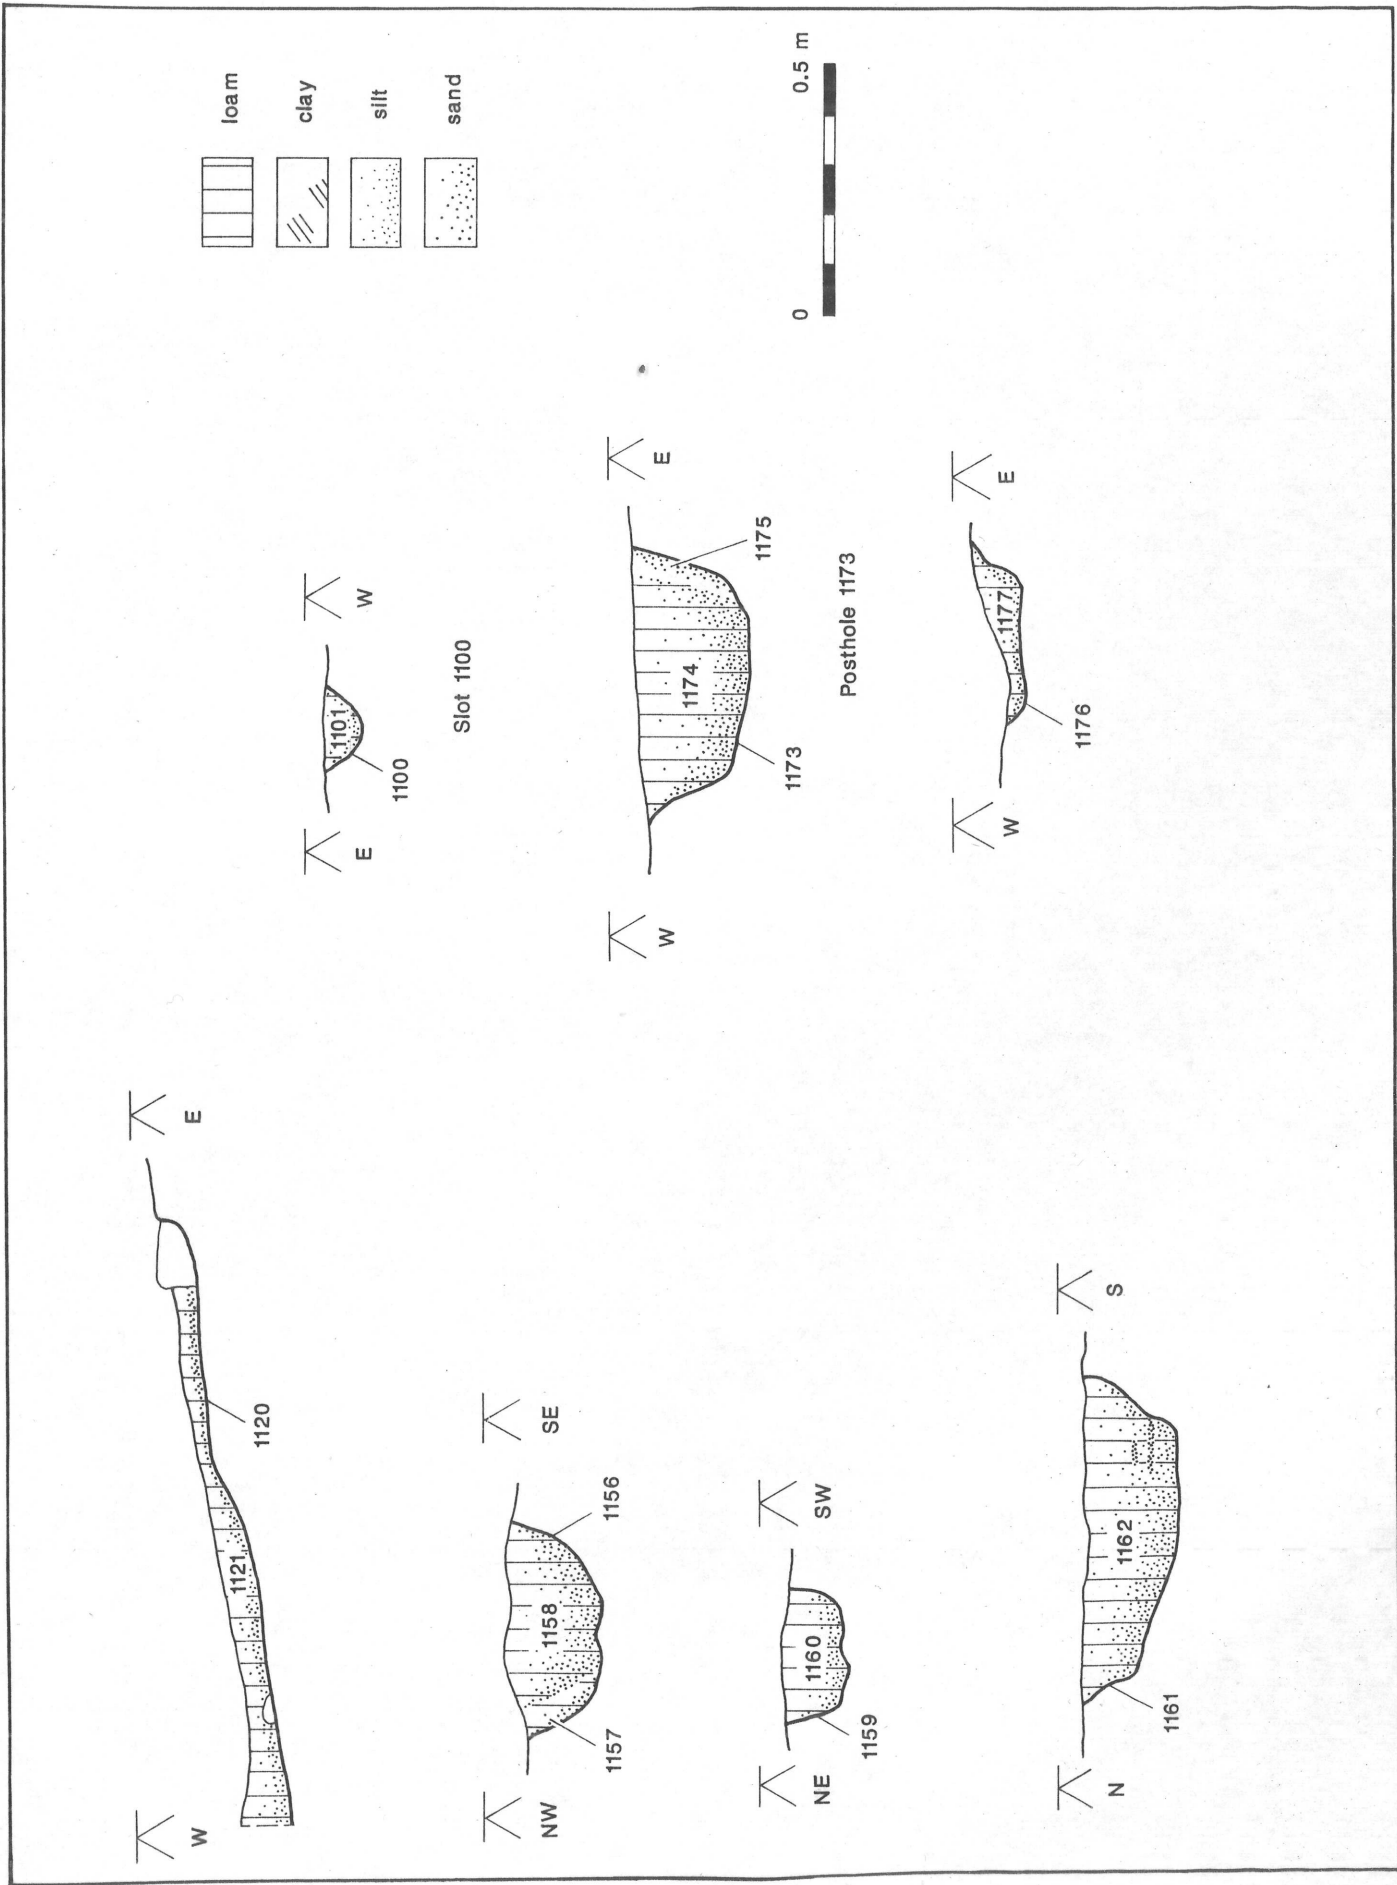 W
E
1121
1120
NW
SE
1158
1157
1156
NE
SW
1160
1159
N
S
1162
1161
E
W
1101
1100
Slot 1100
W
E
1174
1175
1173
Posthole 1173
W
E
1177
1176
loam
clay
silt
sand
0
0.5 m